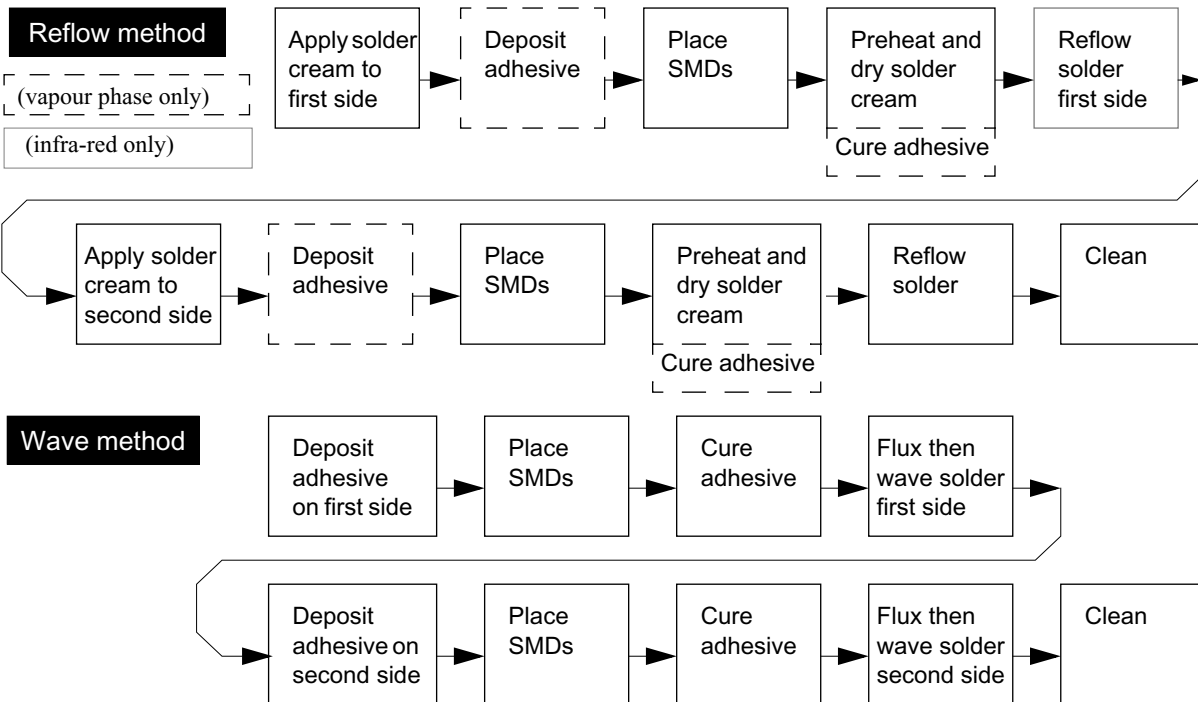 Reflow method
(vapour phase only)
(infra-red only)
Apply solder
cream to
first side
Deposit
adhesive
Place
SMDs
Preheat and
dry solder
cream
Cure adhesive
Reflow
solder
first side
Apply solder
cream to
second side
Deposit
adhesive
Place
SMDs
Preheat and
dry solder
cream
Cure adhesive
Reflow
solder
Clean
Wave method
Deposit
adhesive
on first side
Place
SMDs
Cure
adhesive
Flux then
wave solder
first side
Deposit
adhesive on
second side
Place
SMDs
Cure
adhesive
Flux then
wave solder
second side
Clean